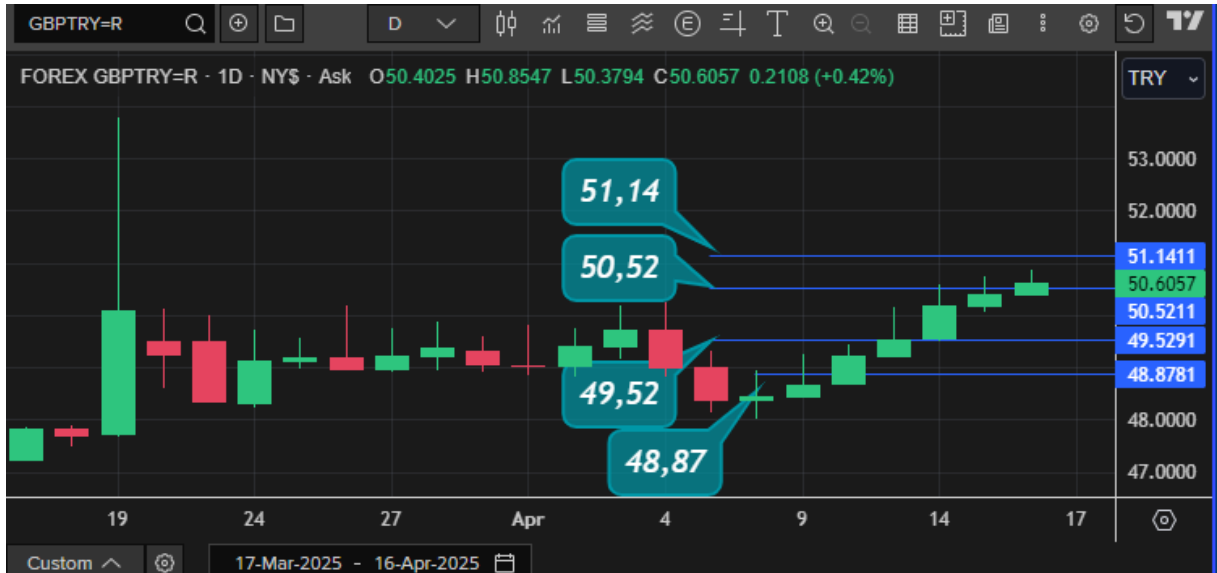 GBPTRY=R D
FOREX GBPTRY=R · 1D · NY$ · Ask O50.4025 H50.8547 L50.3794 C50.6057 0.2108 (+0.42%)
TRY
53.0000
52.0000
51,14
51.1411
50,52
50.6057
50.5211
49.5291
49,52
48.8781
48,87
48.0000
47.0000
19 24 27 Apr 4 9 14 17
Custom 17-Mar-2025 - 16-Apr-2025